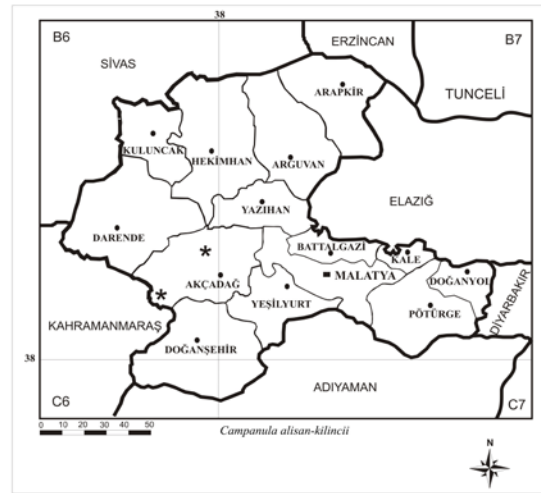 38
B6
B7
ERZİNCAN
SİVAS
TUNCELİ
ARAPKİR
KULUNCAK
HEKİMHAN
ARGUVAN
ELAZIĞ
YAZIHAN
DARENDE
BATTALGAZİ
KALE
AKÇADAĞ
MALATYA
DOĞANYOL
YEŞİLYURT
PÖTÜRGE
DİYARBAKIR
KAHRAMANMARAŞ
DOĞANŞEHİR
38
ADIYAMAN
C6
C7
0 10 20 30 40 50
Campanula alisan-kilincii
N